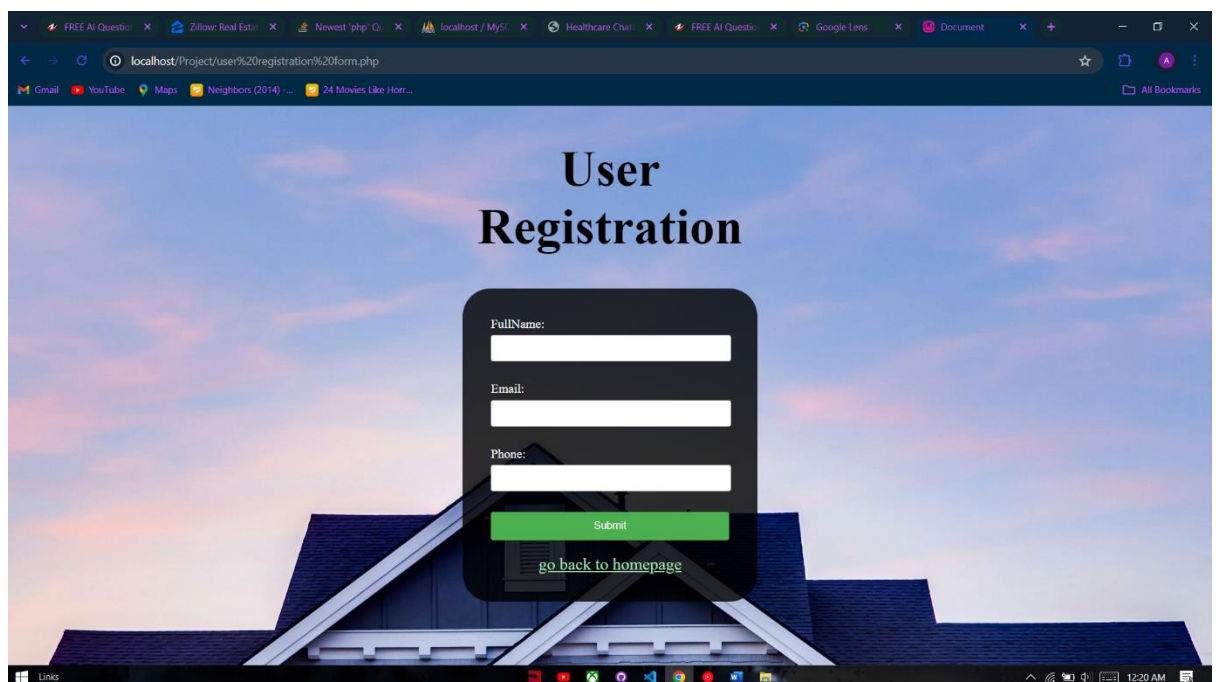 FREE AI Question
Zillow: Real Esta
Newest 'php' Q
localhost / MyS
Healthcare Chat
FREE AI Questio
Google Lens
Document
localhost/Project/user%20registration%20form.php
A
Gmail
YouTube
Maps
Neighbors (2014) -...
24 Movies Like Horr...
All Bookmarks
User
Registration
FullName:
Email:
Phone:
Submit
go back to homepage
Links
12:20 AM